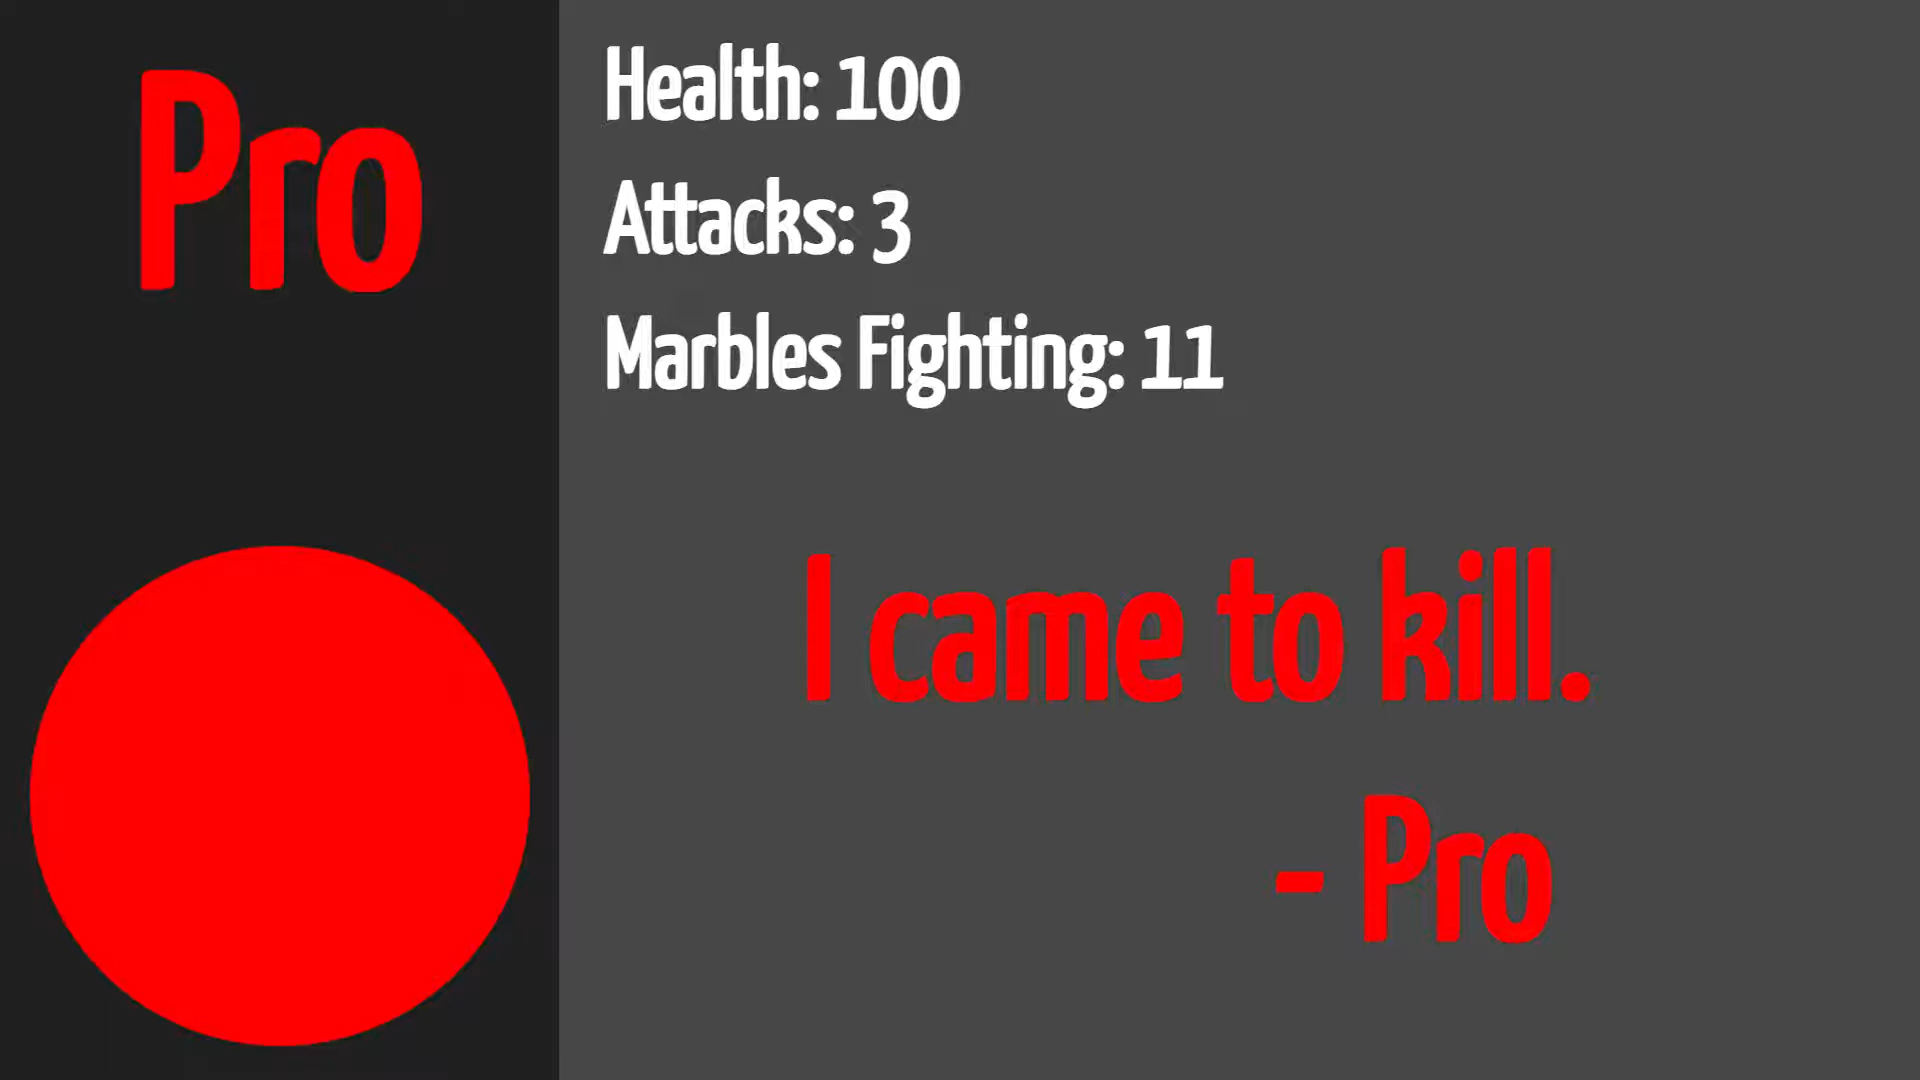 Pro
Health: 100
Attacks: 3
Marbles Fighting: 11
I came to kill.
- Pro